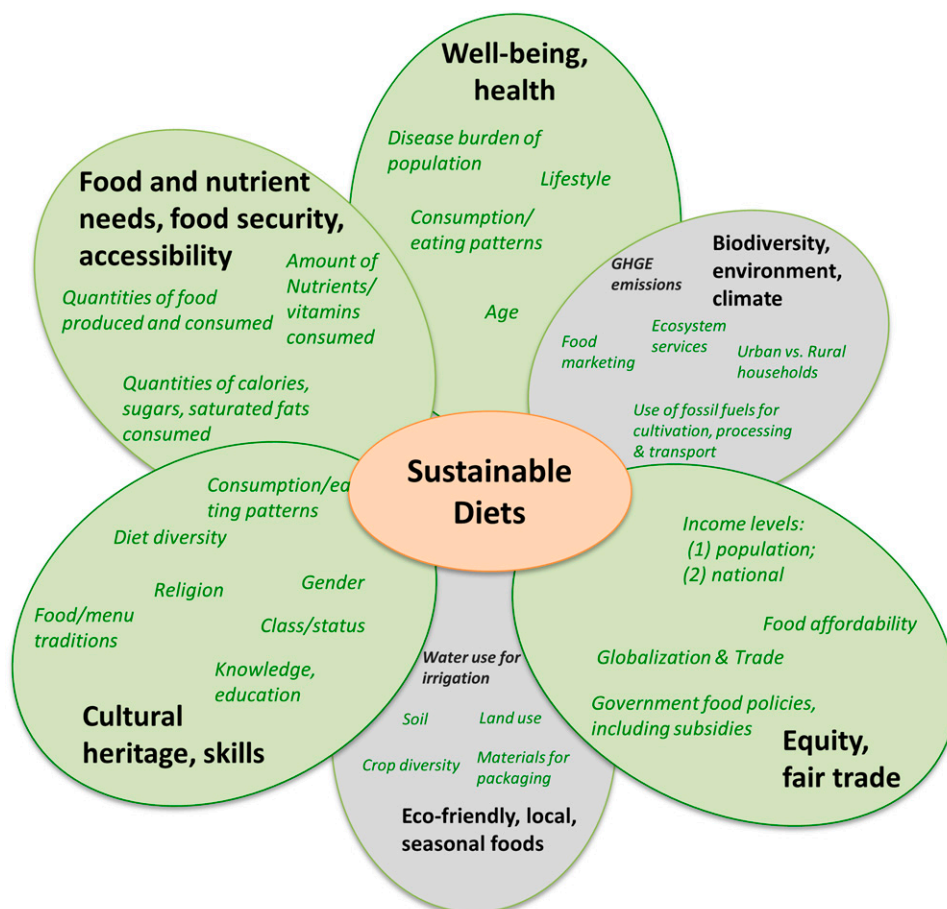 Well-being,
health
Disease burden of
population
Lifestyle
Consumption/
eating patterns
Age
Food and nutrient
needs, food security,
accessibility
Amount of
Nutrients/
vitamins
consumed
Quantities of food
produced and consumed
Quantities of calories,
sugars, saturated fats
consumed
Biodiversity,
environment,
climate
GHGE
emissions
Ecosystem
services
Food
marketing
Urban vs. Rural
households
Use of fossil fuels for
cultivation, processing
& transport
Sustainable
Diets
Consumption/ea
ting patterns
Diet diversity
Religion
Gender
Food/menu
traditions
Class/status
Knowledge,
education
Cultural
heritage, skills
Water use for
irrigation
Soil
Land use
Crop diversity
Materials for
packaging
Eco-friendly, local,
seasonal foods
Income levels:
(1) population;
(2) national
Food affordability
Globalization & Trade
Government food policies,
including subsidies
Equity,
fair trade